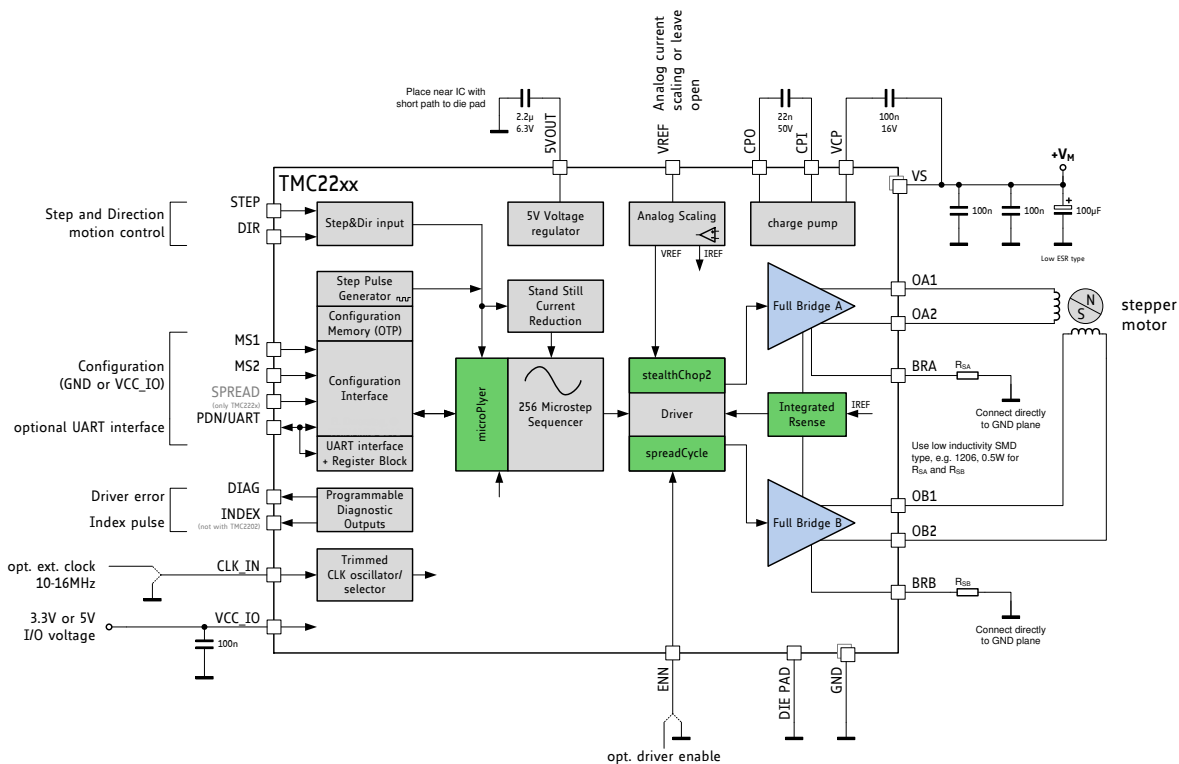 Place near IC with
short path to die pad
2.2µ
6.3V
5VOUT
Analog current
scaling or leave
open
VREF
CPO
22n
50V
CPI
VCP
100n
16V
+VM
VS
100n
100n
+
100µF
Low ESR type
TMC22xx
Step and Direction
motion control
STEP
DIR
Step&Dir input
5V Voltage
regulator
Analog Scaling
VREF
IREF
charge pump
Step Pulse
Generator
Configuration
Memory (OTP)
Stand Still
Current
Reduction
Full Bridge A
OA1
OA2
N
S
stepper
motor
Configuration
(GND or VCC_IO)
optional UART interface
MS1
MS2
SPREAD
(only TMC222x)
PDN/UART
Configuration
Interface
UART interface
+ Register Block
microPlyer
256 Microstep
Sequencer
stealthChop2
Driver
spreadCycle
Integrated
Rsense
IREF
BRA
RSA
Connect directly
to GND plane
Use low inductivity SMD
type, e.g. 1206, 0.5W for
RSA and RSB
Driver error
Index pulse
DIAG
INDEX
(not with TMC2202)
Programmable
Diagnostic
Outputs
Full Bridge B
OB1
OB2
opt. ext. clock
10-16MHz
CLK_IN
Trimmed
CLK oscillator/
selector
BRB
RSB
Connect directly
to GND plane
3.3V or 5V
I/O voltage
VCC_IO
100n
ENN
DIE PAD
GND
opt. driver enable